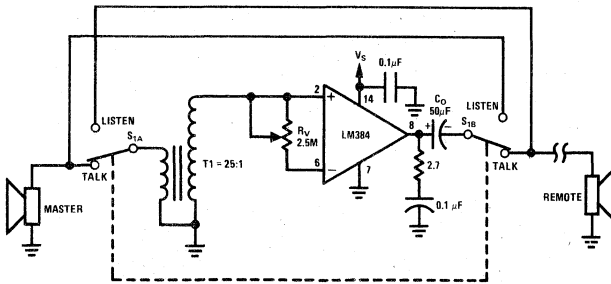 LISTEN
S1A
TALK
MASTER
T1 = 25:1
RV
2.5M
2
+
6
−
LM384
VS
14
0.1µF
8
7
2.7
0.1 µF
CO
50µF
+
−
LISTEN
S1B
TALK
REMOTE